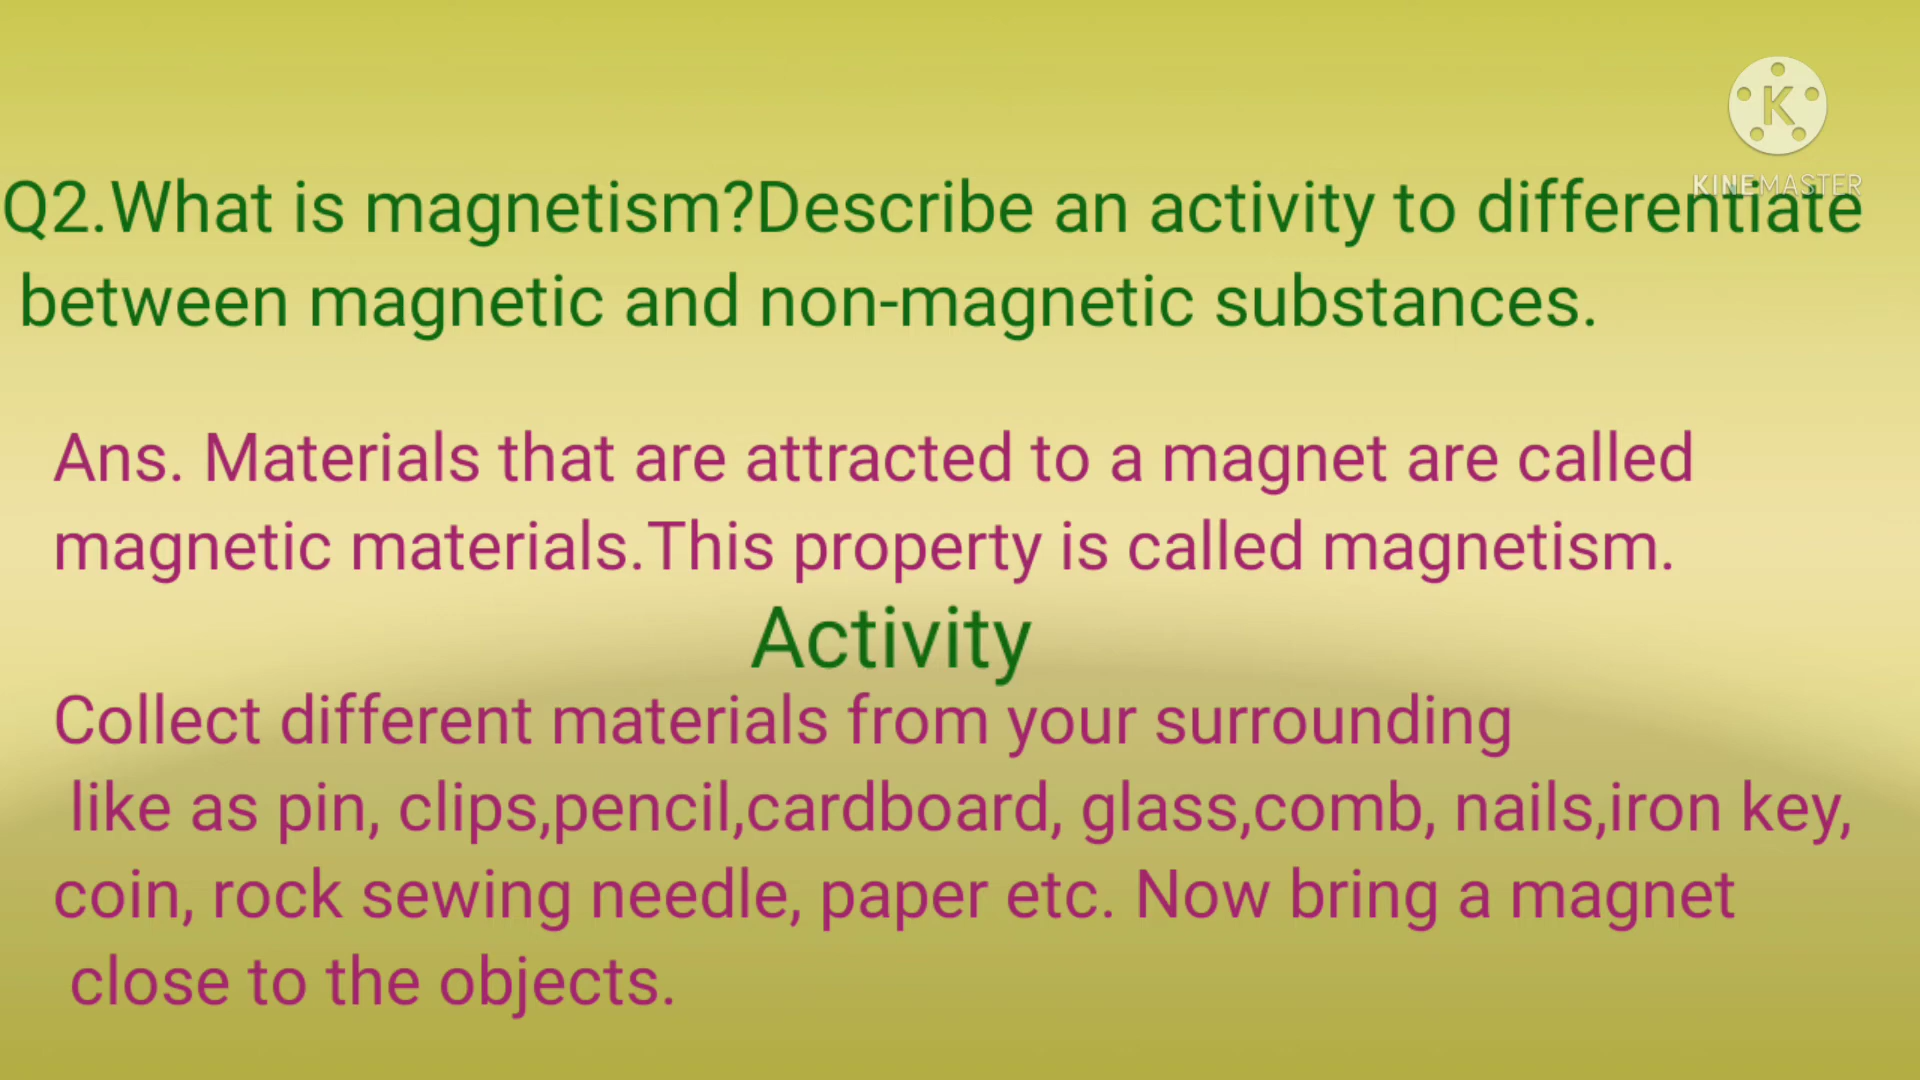 K
KINEMASTER
Q2.What is magnetism?Describe an activity to differentiate
between magnetic and non-magnetic substances.
Ans. Materials that are attracted to a magnet are called
magnetic materials.This property is called magnetism.
Activity
Collect different materials from your surrounding
like as pin, clips,pencil,cardboard, glass,comb, nails,iron key,
coin, rock sewing needle, paper etc. Now bring a magnet
close to the objects.